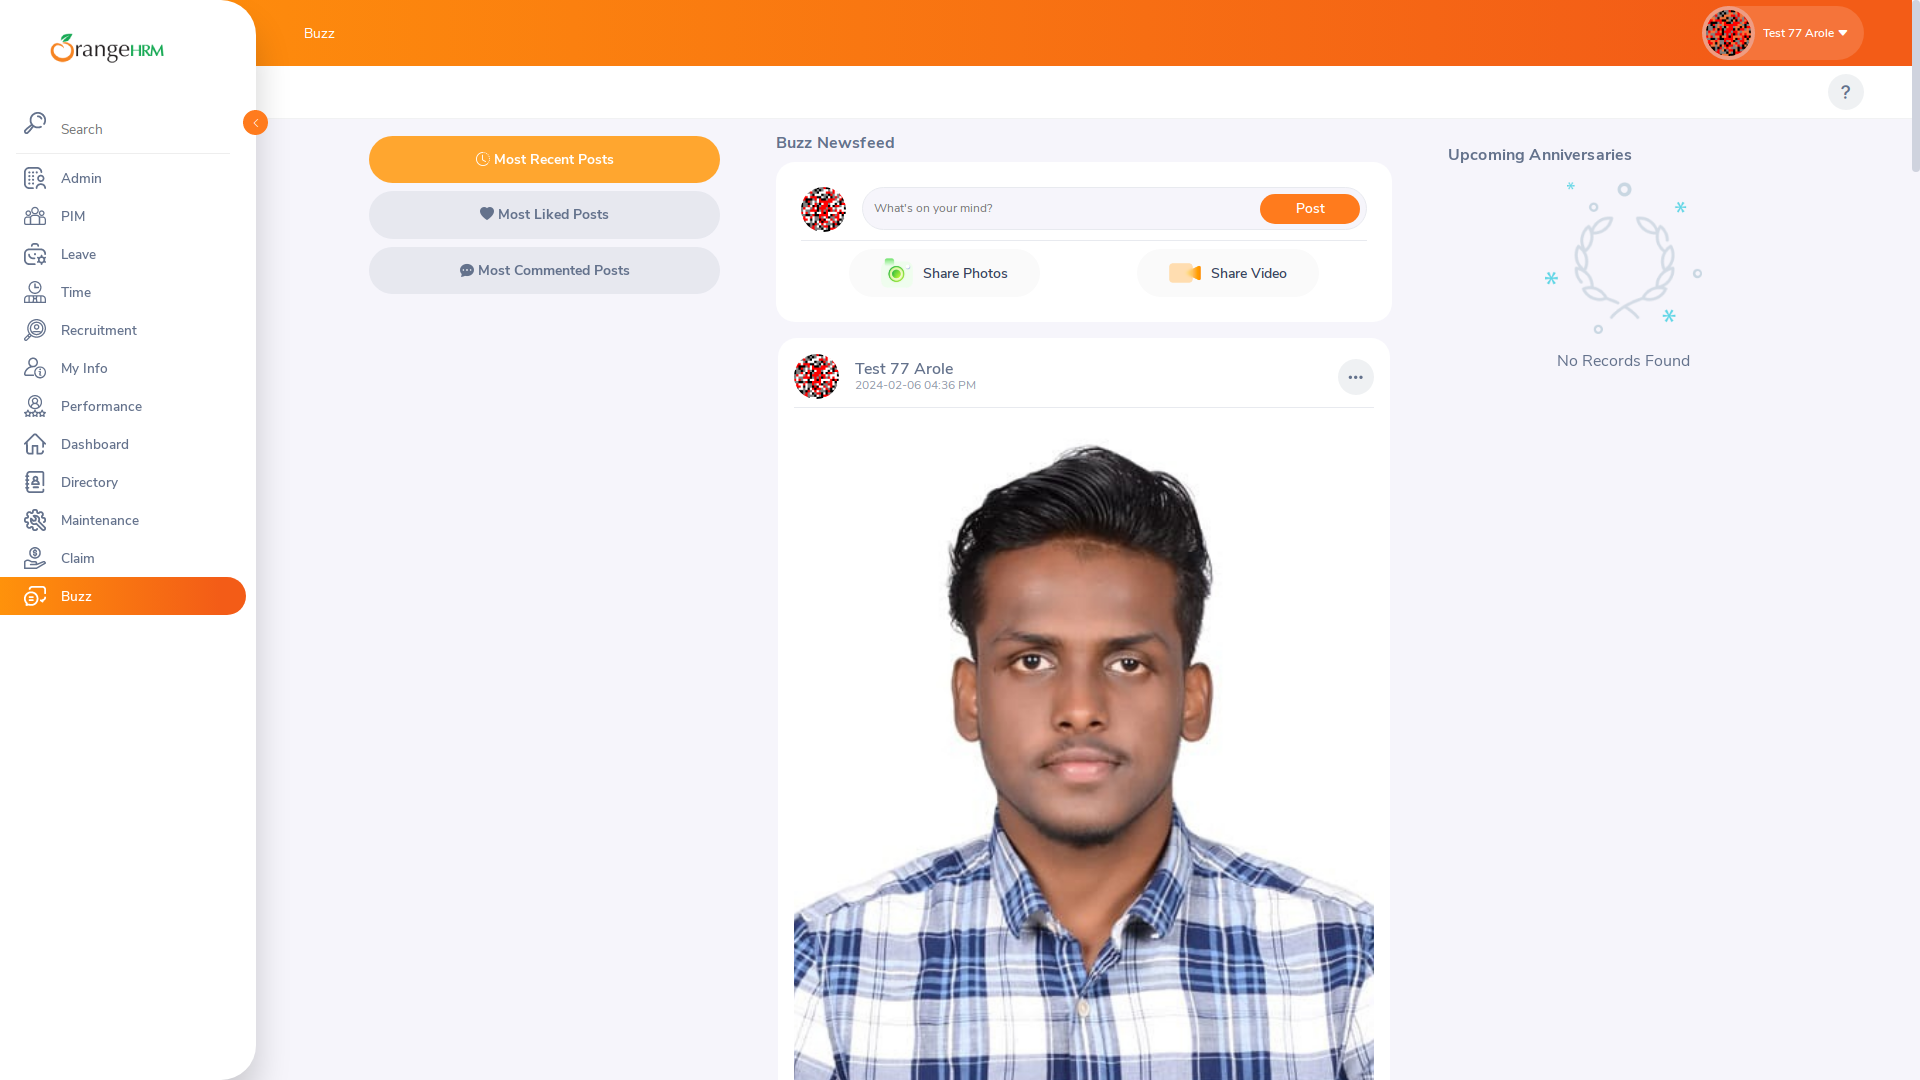 OrangeHRM
Search
Admin
PIM
Leave
Time
Recruitment
My Info
Performance
Dashboard
Directory
Maintenance
Claim
Buzz
Buzz
Test 77 Arole
?
Most Recent Posts
Most Liked Posts
Most Commented Posts
Buzz Newsfeed
What's on your mind?
Post
Share Photos
Share Video
Test 77 Arole
2024-02-06 04:36 PM
Upcoming Anniversaries
No Records Found